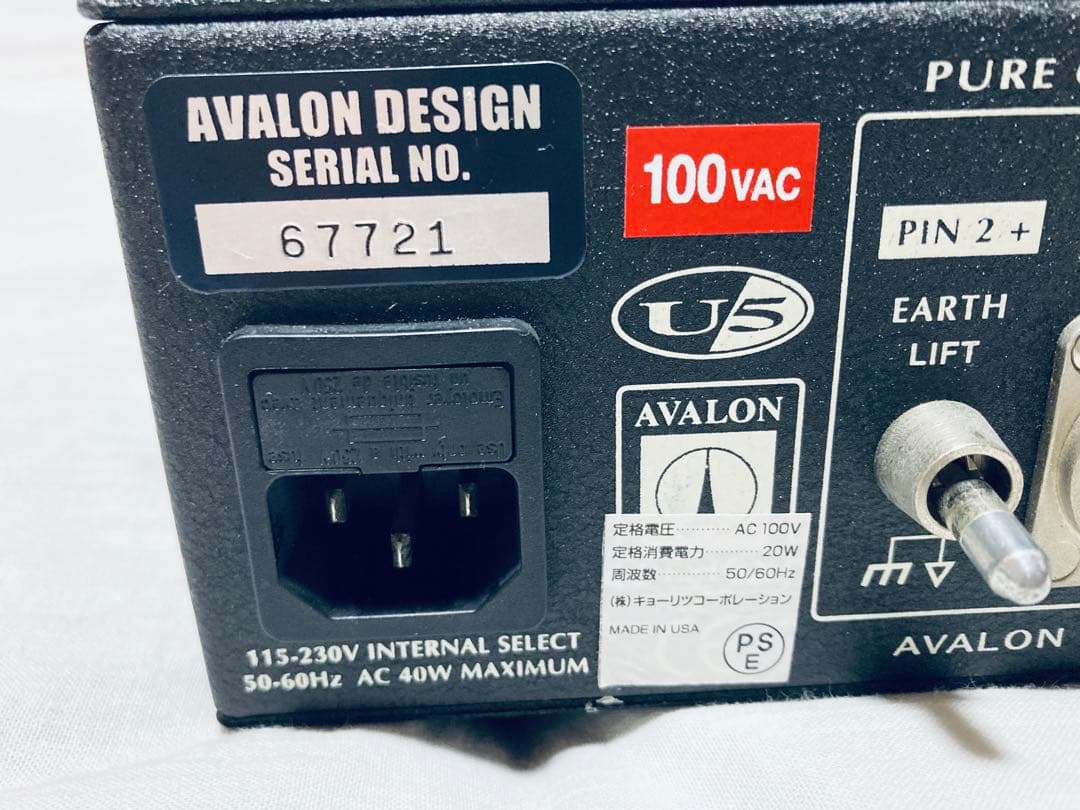 AVALON DESIGN
SERIAL NO.
67721
100VAC
U/5
AVALON
115-230V INTERNAL SELECT
50-60Hz AC 40W MAXIMUM
定格電圧‥‥‥‥ AC 100V
定格消費電力‥‥‥‥ 20W
周波数‥‥‥‥ 50/60Hz
(株)キョーリツコーポレーション
MADE IN USA
PS
E
PURE
PIN 2 +
EARTH
LIFT
AVALON